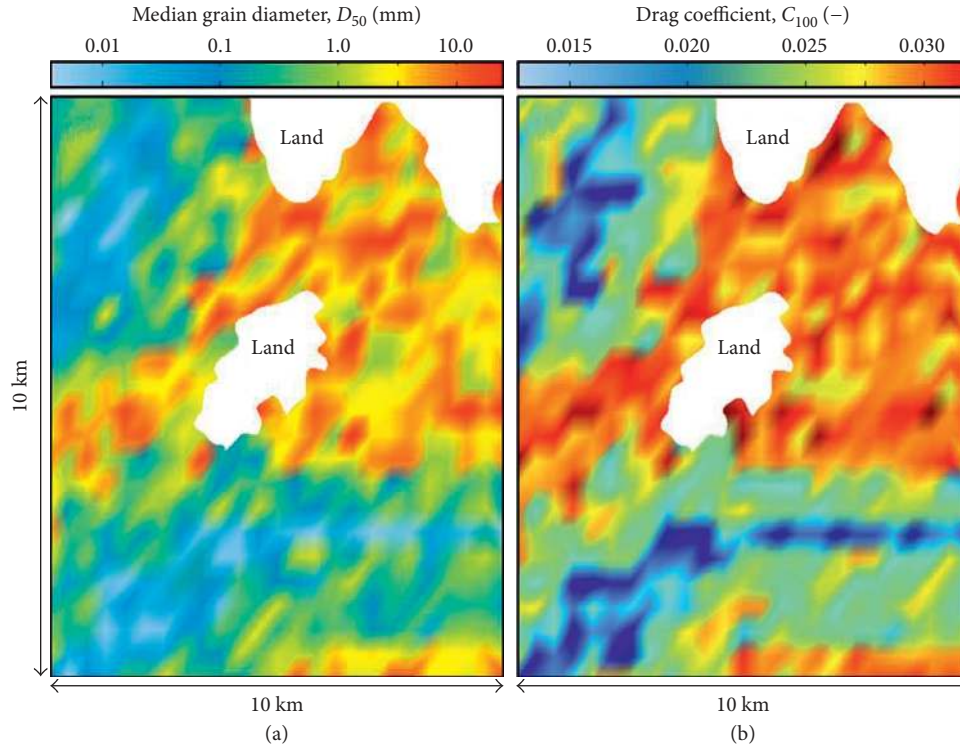 Median grain diameter, D50 (mm)
0.01 0.1 1.0 10.0
Land
Land
10 km
10 km
(a)
Drag coefficient, C100 (−)
0.015 0.020 0.025 0.030
Land
Land
10 km
(b)